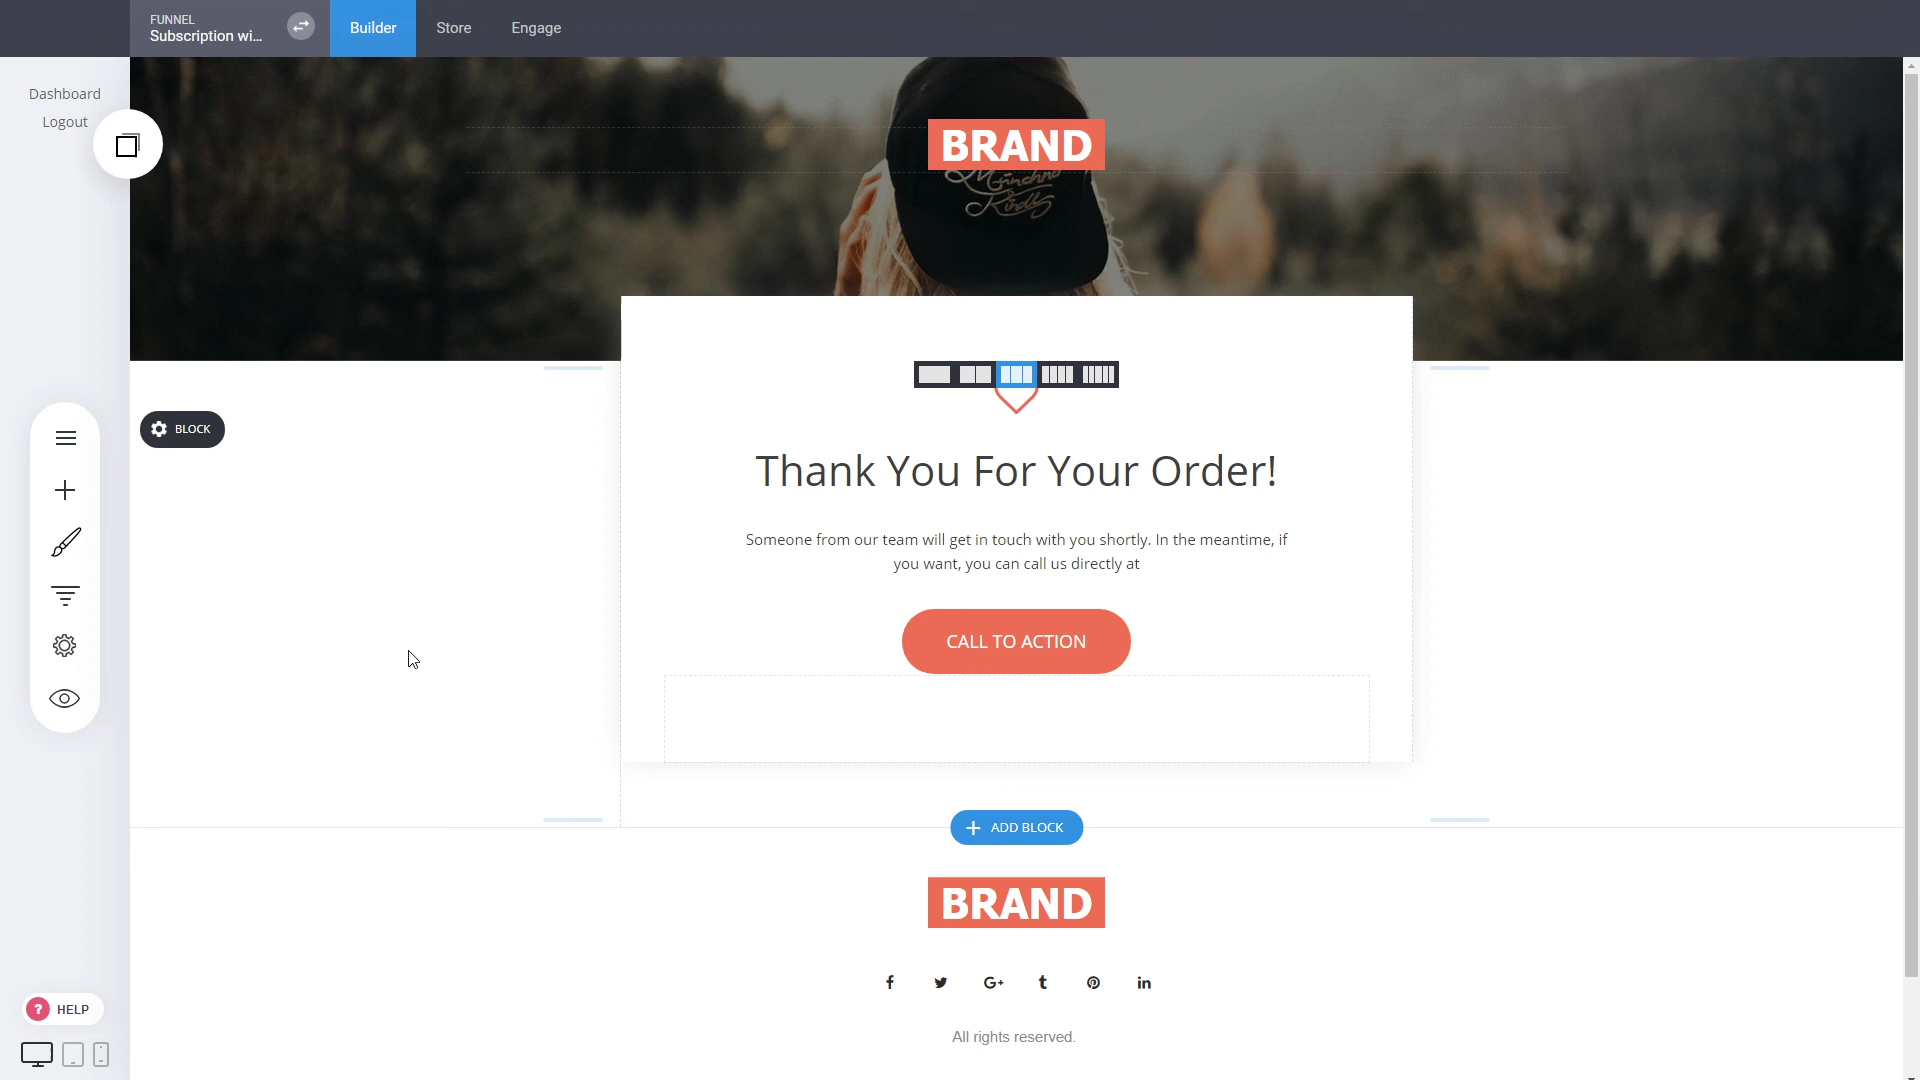 FUNNEL
Subscription wi...
Builder
Store
Engage
Dashboard
Logout
BRAND
Munchna
Kindly
BLOCK
Thank You For Your Order!
Someone from our team will get in touch with you shortly. In the meantime, if
you want, you can call us directly at
CALL TO ACTION
ADD BLOCK
BRAND
All rights reserved.
? HELP